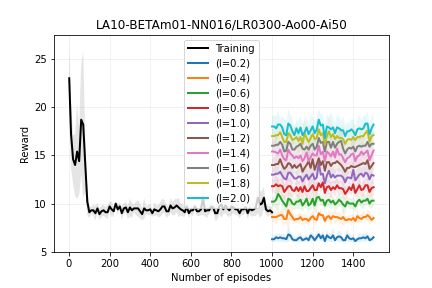 LA10-BETAm01-NN016/LR0300-Ao00-Ai50
Reward
25
20
15
10
5
Training
(I=0.2)
(I=0.4)
(I=0.6)
(I=0.8)
(I=1.0)
(I=1.2)
(I=1.4)
(I=1.6)
(I=1.8)
(I=2.0)
0 200 400 600 800 1000 1200 1400
Number of episodes